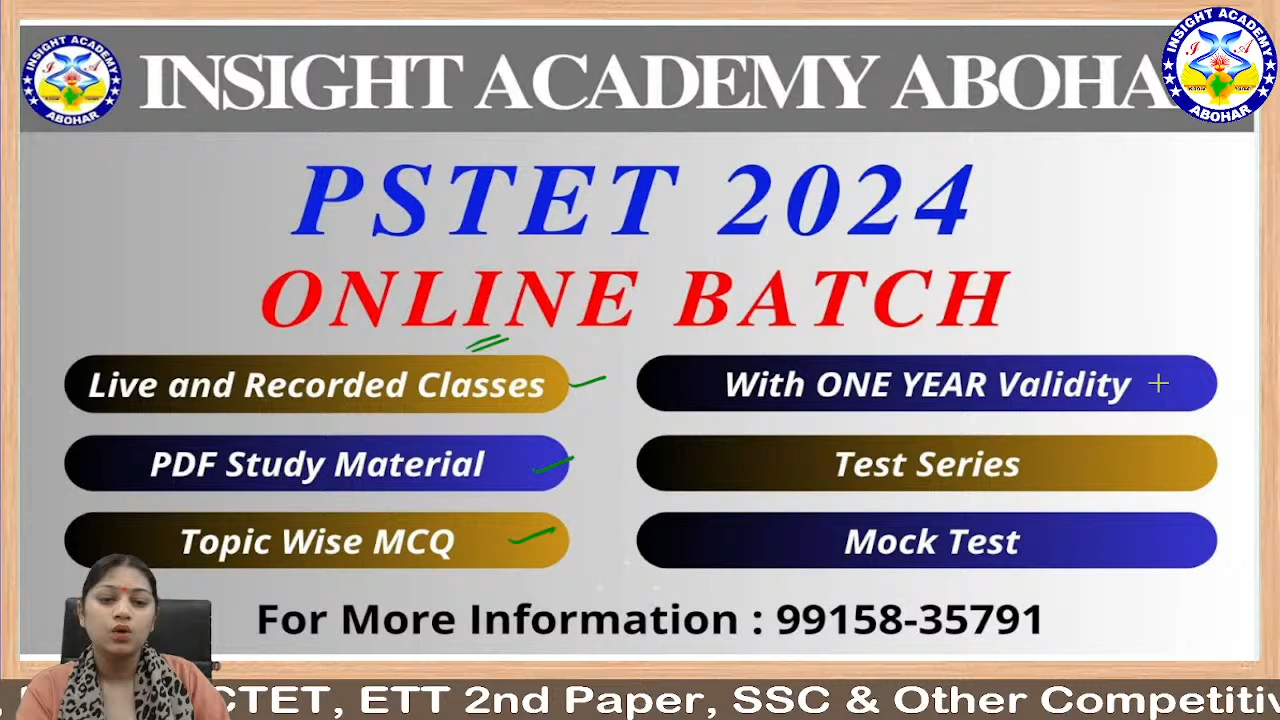 INSIGHT ACADEMY ABOHA
INSIGHT ACADEMY
ABOHAR
INSIGHT ACADEMY
I A
ABOHAR
PSTET 2024
ONLINE BATCH
Live and Recorded Classes
With ONE YEAR Validity
PDF Study Material
Test Series
Topic Wise MCQ
Mock Test
For More Information : 99158-35791
CTET, ETT 2nd Paper, SSC & Other Competitiv